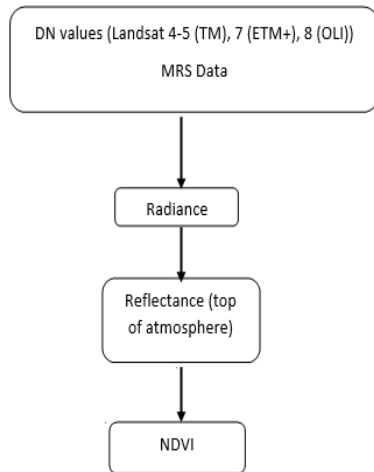 DN values (Landsat 4-5 (TM), 7 (ETM+), 8 (OLI))
MRS Data
Radiance
Reflectance (top
of atmosphere)
NDVI